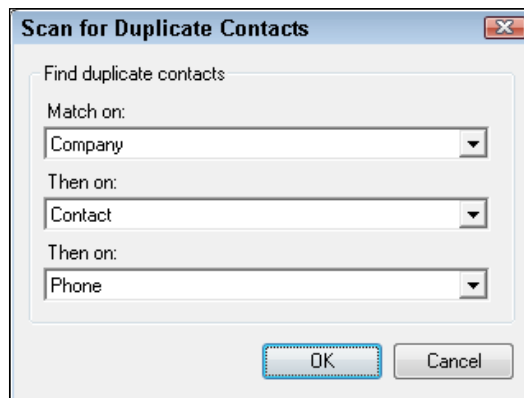 Scan for Duplicate Contacts
Find duplicate contacts
Match on:
Company
Then on:
Contact
Then on:
Phone
OK Cancel